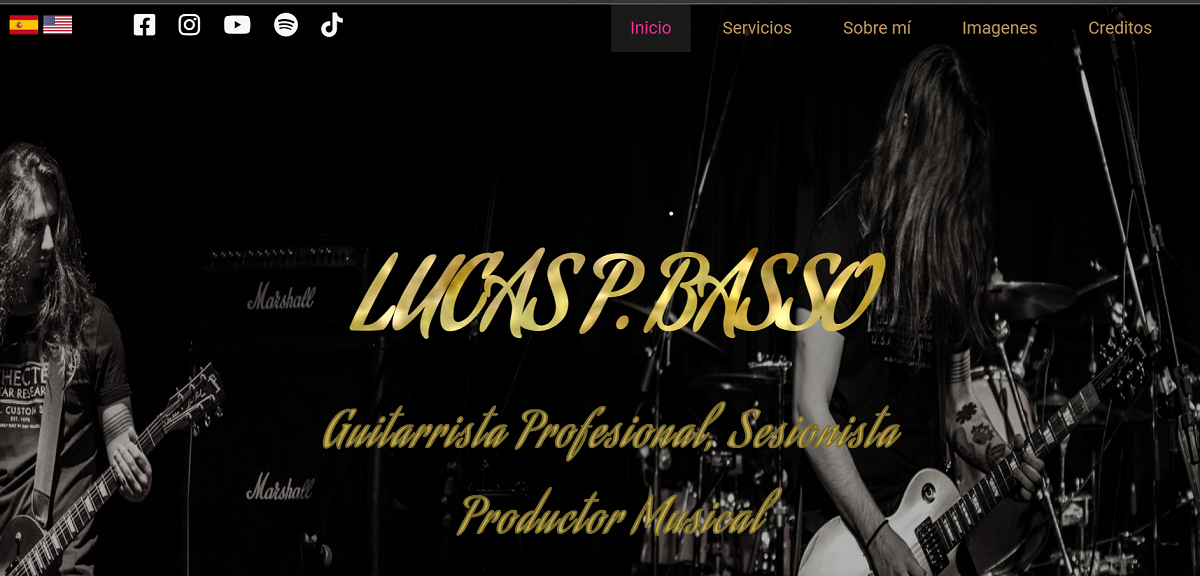 Inicio
Servicios
Sobre mí
Imagenes
Creditos
LUCAS P. BASSO
Marshall
Guitarrista Profesional, Sesionista
Marshall
Productor Musical